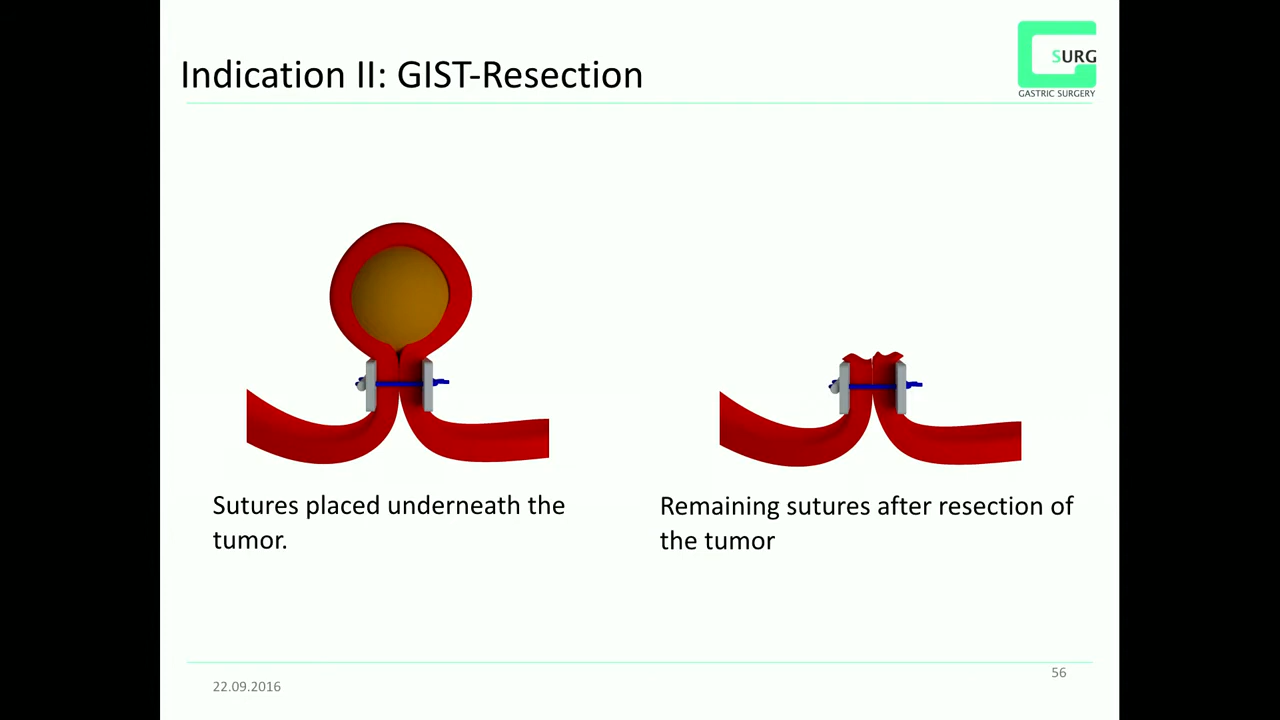 SURG
Indication II: GIST-Resection
GASTRIC SURGERY
Sutures placed underneath the
tumor.
Remaining sutures after resection of
the tumor
22.09.2016
56